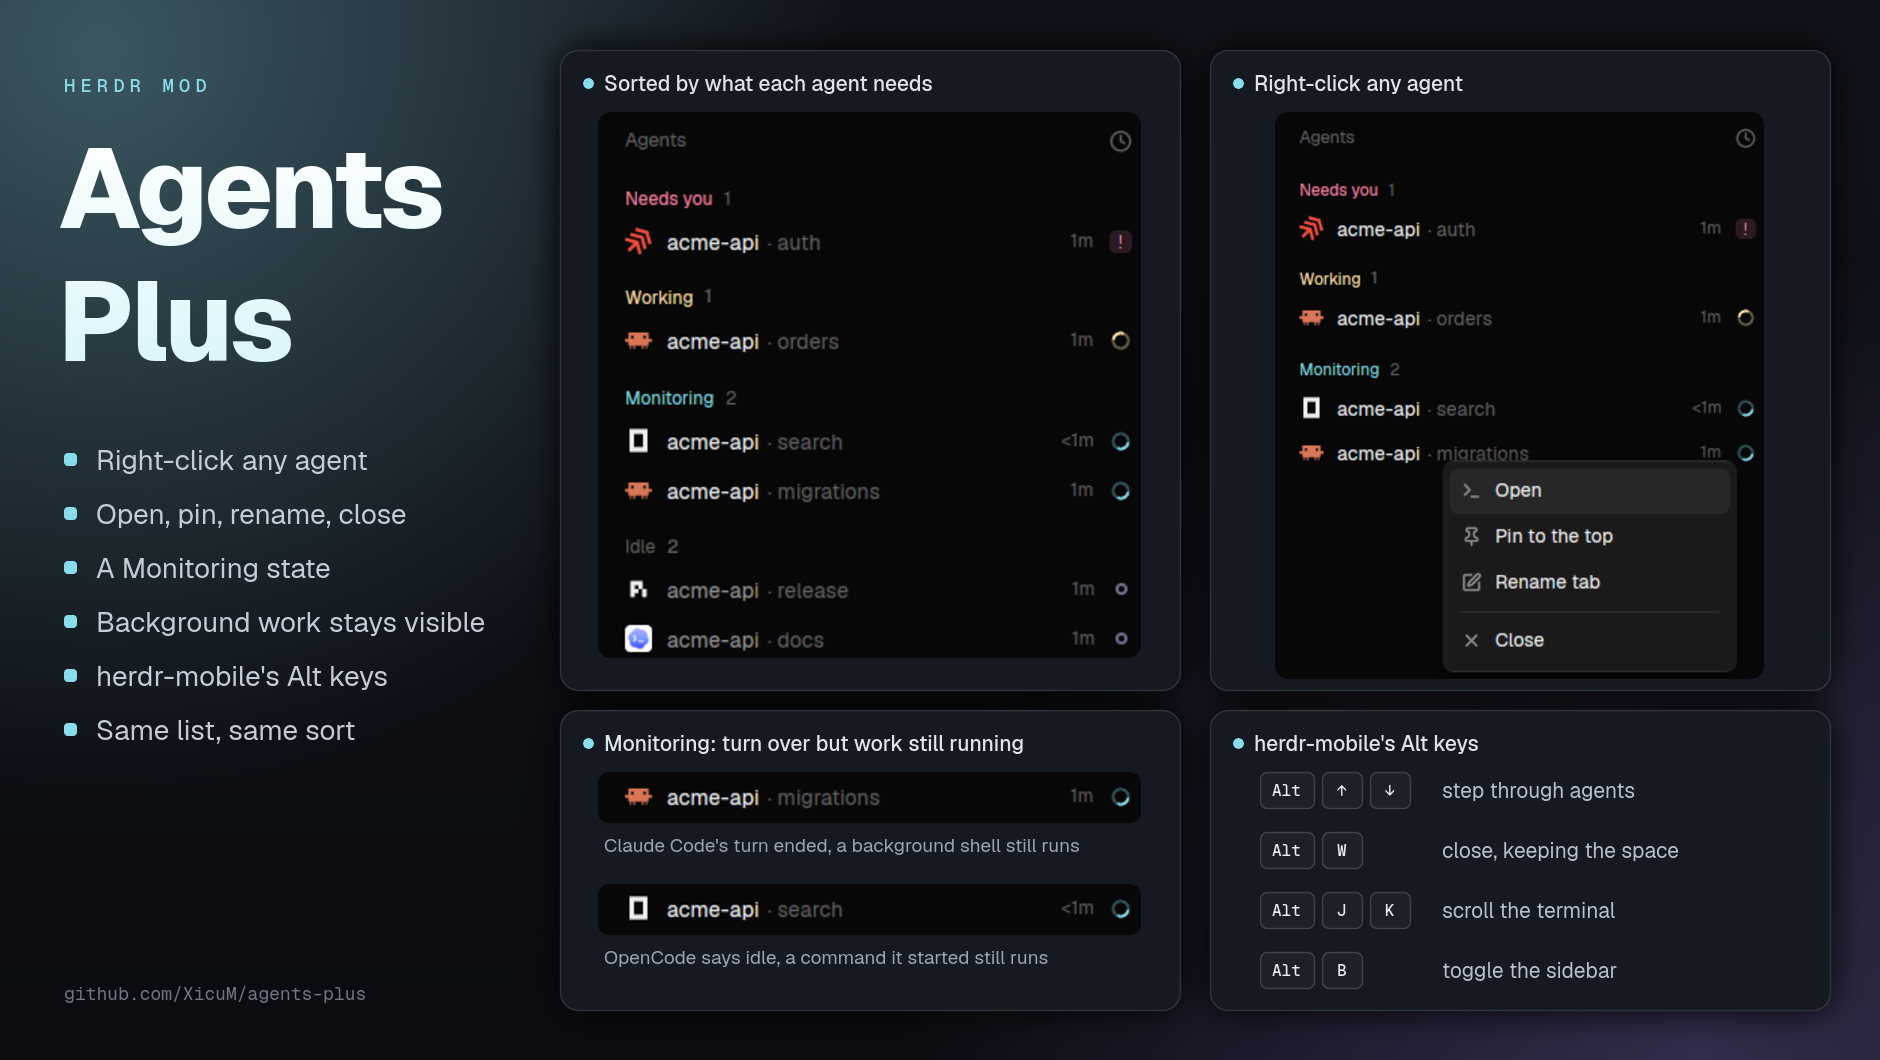 HERDR MOD
Agents
Plus
Right-click any agent
Open, pin, rename, close
A Monitoring state
Background work stays visible
herdr-mobile's Alt keys
Same list, same sort
github.com/XicuM/agents-plus
Sorted by what each agent needs
Agents
Needs you 1
acme-api · auth 1m !
Working 1
acme-api · orders 1m
Monitoring 2
acme-api · search <1m
acme-api · migrations 1m
Idle 2
acme-api · release 1m
acme-api · docs 1m
Right-click any agent
Agents
Needs you 1
acme-api · auth 1m !
Working 1
acme-api · orders 1m
Monitoring 2
acme-api · search <1m
acme-api · migrations 1m
Open
Pin to the top
Rename tab
Close
Monitoring: turn over but work still running
acme-api · migrations 1m
Claude Code's turn ended, a background shell still runs
acme-api · search <1m
OpenCode says idle, a command it started still runs
herdr-mobile's Alt keys
Alt ↑ ↓ step through agents
Alt W close, keeping the space
Alt J K scroll the terminal
Alt B toggle the sidebar